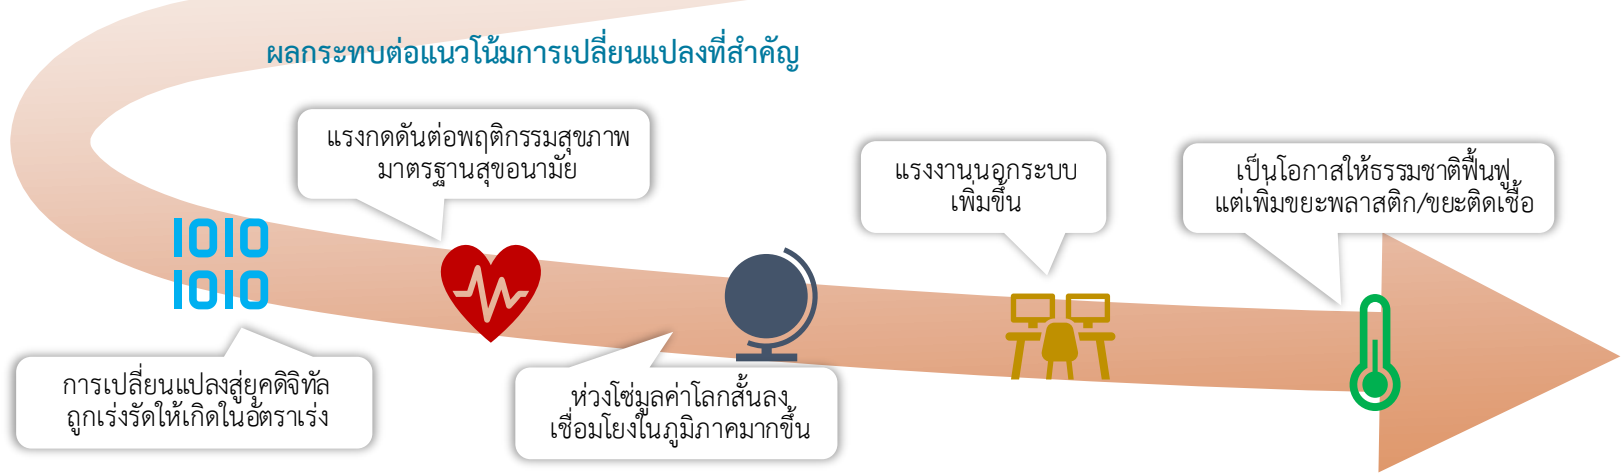 ผลกระทบต่อแนวโน้มการเปลี่ยนแปลงที่สำคัญ
แรงกดดันต่อพฤติกรรมสุขภาพ
มาตรฐานสุขอนามัย
แรงงานนอกระบบ
เพิ่มขึ้น
เป็นโอกาสให้ธรรมชาติฟื้นฟู
แต่เพิ่มขยะพลาสติก/ขยะติดเชื้อ
1010
1010
การเปลี่ยนแปลงสู่ยุคดิจิทัล
ถูกเร่งรัดให้เกิดในอัตราเร่ง
ห่วงโซ่มูลค่าโลกสั้นลง
เชื่อมโยงในภูมิภาคมากขึ้น